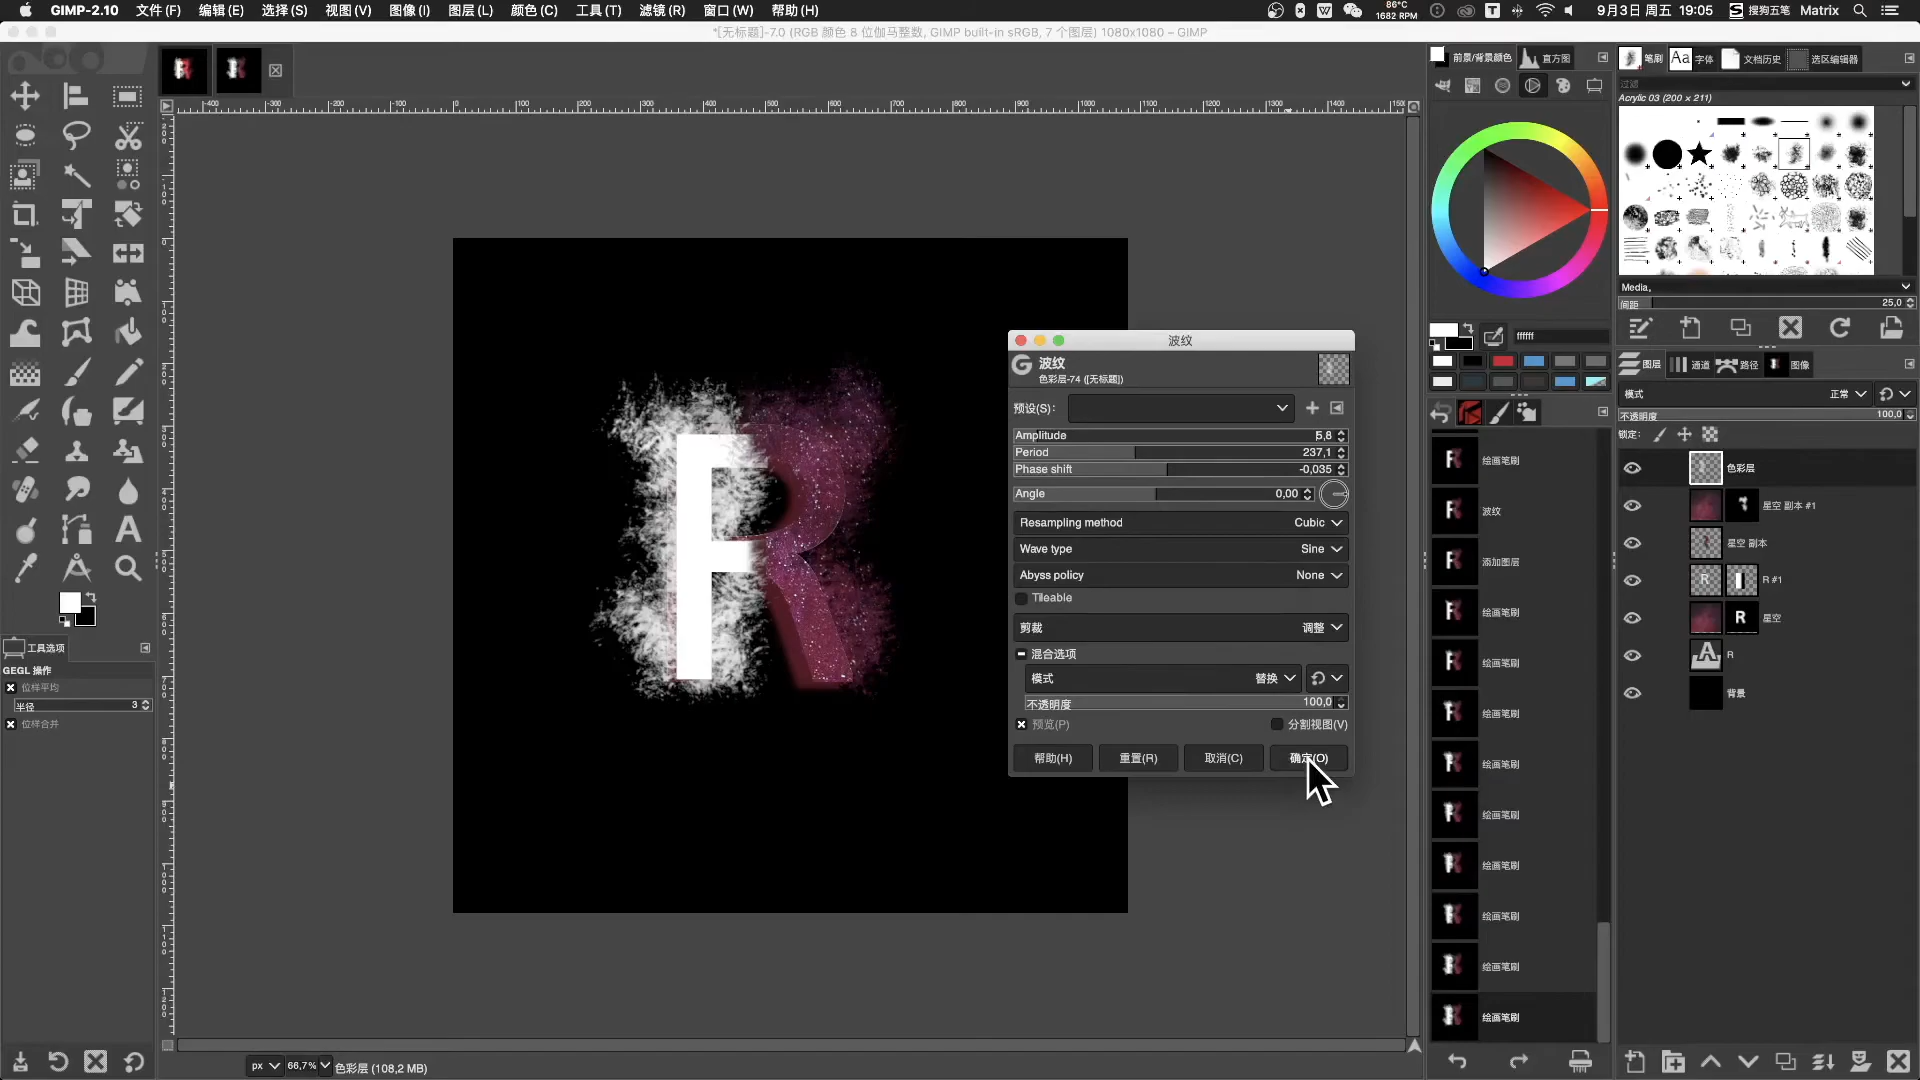 GIMP-2.10 文件(F) 编辑(E) 选择(S) 视图(V) 图像(I) 图层(L) 颜色(C) 工具(T) 滤镜(R) 窗口(W) 帮助(H)
86°C
1682 RPM
9月3日 周五 19:05
搜狗五笔
Matrix
*[无标题]-7.0 (RGB 颜色 8 位伽马整数, GIMP built-in sRGB, 7 个图层) 1080x1080 – GIMP
前景/背景颜色
直方图
笔刷
Aa 字体
文档历史
选区编辑器
过滤
Acrylic 03 (200 × 211)
Media,
间距
25,0
ffffff
图层
通道
路径
图像
模式
正常
不透明度
100,0
锁定:
色彩层
星空 副本 #1
星空 副本
R #1
星空
R
背景
绘画笔刷
波纹
添加图层
绘画笔刷
绘画笔刷
绘画笔刷
绘画笔刷
绘画笔刷
绘画笔刷
绘画笔刷
绘画笔刷
绘画笔刷
工具选项
GEGL 操作
位样平均
半径
3
位样合并
波纹
波纹
色彩层-74 ([无标题])
预设(S):
Amplitude 5,8
Period 237,1
Phase shift -0,035
Angle 0,00
Resampling method Cubic
Wave type Sine
Abyss policy None
Tileable
剪裁 调整
混合选项
模式 替换
不透明度 100,0
预览(P) 分割视图(V)
帮助(H) 重置(R) 取消(C) 确定(O)
px 66,7% 色彩层 (108,2 MB)